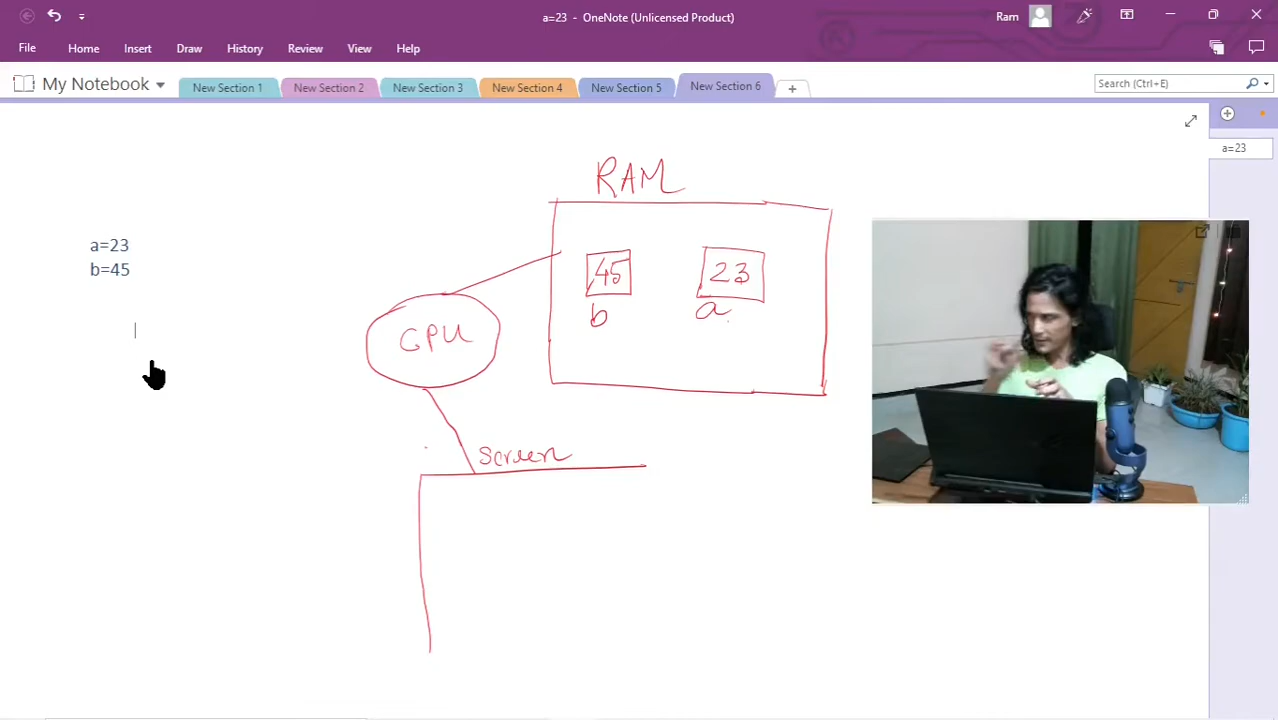 a=23 - OneNote (Unlicensed Product)
Ram
File Home Insert Draw History Review View Help
My Notebook New Section 1 New Section 2 New Section 3 New Section 4 New Section 5 New Section 6
Search (Ctrl+E)
a=23
RAM
a=23
b=45
45 23
b a
CPU
Screen